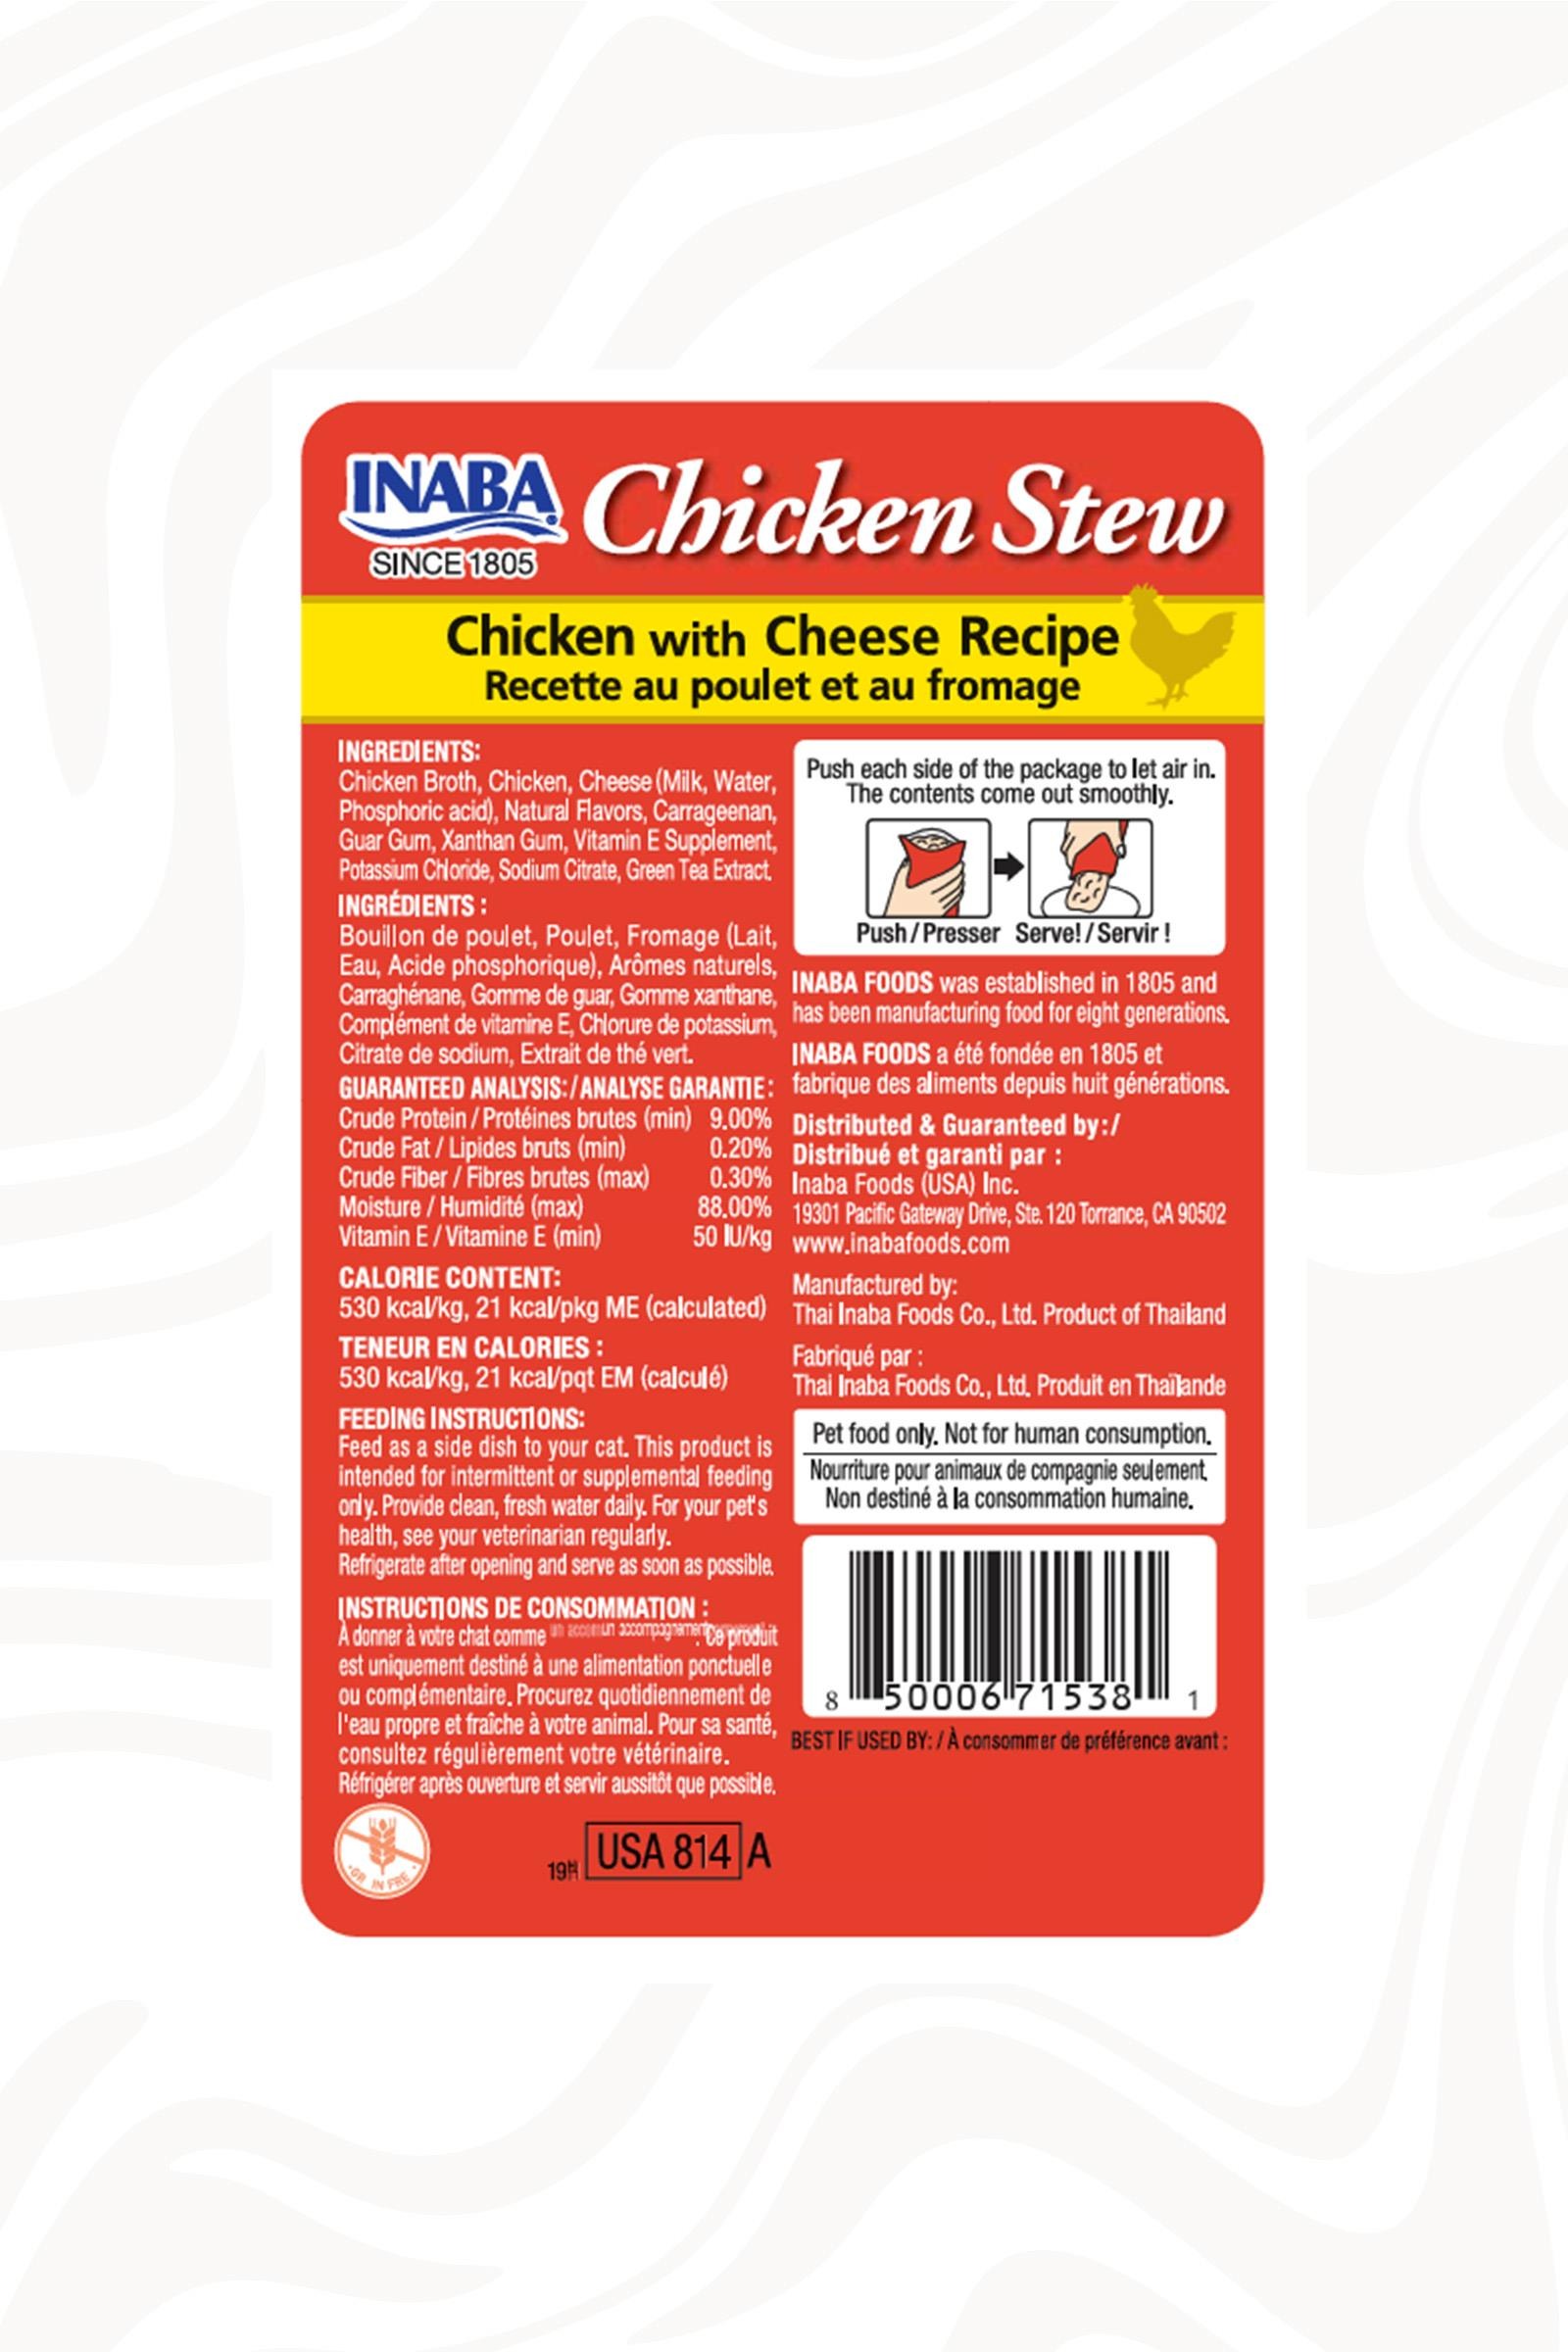 INABA
SINCE 1805
Chicken Stew
Chicken with Cheese Recipe
Recette au poulet et au fromage
INGREDIENTS:
Chicken Broth, Chicken, Cheese (Milk, Water,
Phosphoric acid), Natural Flavors, Carrageenan,
Guar Gum, Xanthan Gum, Vitamin E Supplement,
Potassium Chloride, Sodium Citrate, Green Tea Extract.
INGRÉDIENTS :
Bouillon de poulet, Poulet, Fromage (Lait,
Eau, Acide phosphorique), Arômes naturels,
Carraghénane, Gomme de guar, Gomme xanthane,
Complément de vitamine E, Chlorure de potassium,
Citrate de sodium, Extrait de thé vert.
GUARANTEED ANALYSIS:/ANALYSE GARANTIE:
Crude Protein / Protéines brutes (min) 9.00%
Crude Fat / Lipides bruts (min) 0.20%
Crude Fiber / Fibres brutes (max) 0.30%
Moisture / Humidité (max) 88.00%
Vitamin E / Vitamine E (min) 50 IU/kg
CALORIE CONTENT:
530 kcal/kg, 21 kcal/pkg ME (calculated)
TENEUR EN CALORIES :
530 kcal/kg, 21 kcal/pqt EM (calculé)
FEEDING INSTRUCTIONS:
Feed as a side dish to your cat. This product is
intended for intermittent or supplemental feeding
only. Provide clean, fresh water daily. For your pet's
health, see your veterinarian regularly.
Refrigerate after opening and serve as soon as possible.
INSTRUCTIONS DE CONSOMMATION :
À donner à votre chat comme un accompagnement. Ce produit
est uniquement destiné à une alimentation ponctuelle
ou complémentaire. Procurez quotidiennement de
l'eau propre et fraîche à votre animal. Pour sa santé,
consultez régulièrement votre vétérinaire.
Réfrigérer après ouverture et servir aussitôt que possible.
USA 814 A
Push each side of the package to let air in.
The contents come out smoothly.
Push / Presser Serve! / Servir !
INABA FOODS was established in 1805 and
has been manufacturing food for eight generations.
INABA FOODS a été fondée en 1805 et
fabrique des aliments depuis huit générations.
Distributed & Guaranteed by:/
Distribué et garanti par :
Inaba Foods (USA) Inc.
19301 Pacific Gateway Drive, Ste. 120 Torrance, CA 90502
www.inabafoods.com
Manufactured by:
Thai Inaba Foods Co., Ltd. Product of Thailand
Fabriqué par :
Thai Inaba Foods Co., Ltd. Produit en Thaïlande
Pet food only. Not for human consumption.
Nourriture pour animaux de compagnie seulement.
Non destiné à la consommation humaine.
8 50006 71538 1
BEST IF USED BY: / À consommer de préférence avant :